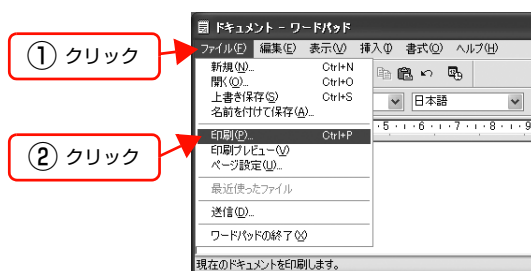 ドキュメント - ワードパッド
ファイル(F) 編集(E) 表示(V) 挿入(I) 書式(O) ヘルプ(H)
① クリック
新規(N)... Ctrl+N
開く(O)... Ctrl+O
上書き保存(S) Ctrl+S
名前を付けて保存(A)...
日本語
5 6 7 8 9
② クリック
印刷(P)... Ctrl+P
印刷プレビュー(V)
ページ設定(U)...
最近使ったファイル
送信(D)...
ワードパッドの終了(X)
現在のドキュメントを印刷します。